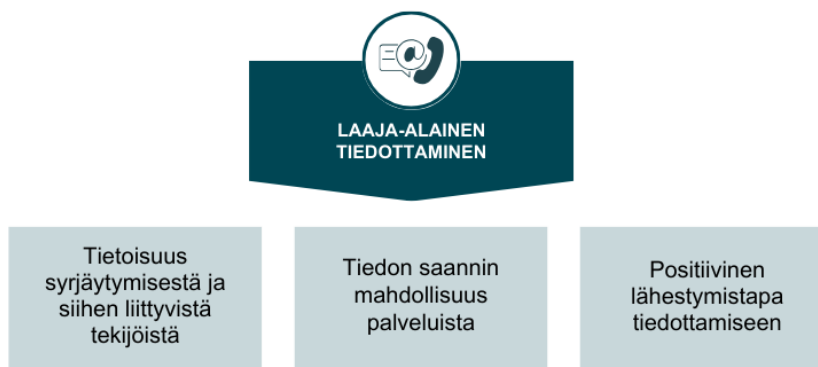 LAAJA-ALAINEN
TIEDOTTAMINEN
Tietoisuus
syrjäytymisestä ja
siihen liittyvistä
tekijöistä
Tiedon saannin
mahdollisuus
palveluista
Positiivinen
lähestymistapa
tiedottamiseen